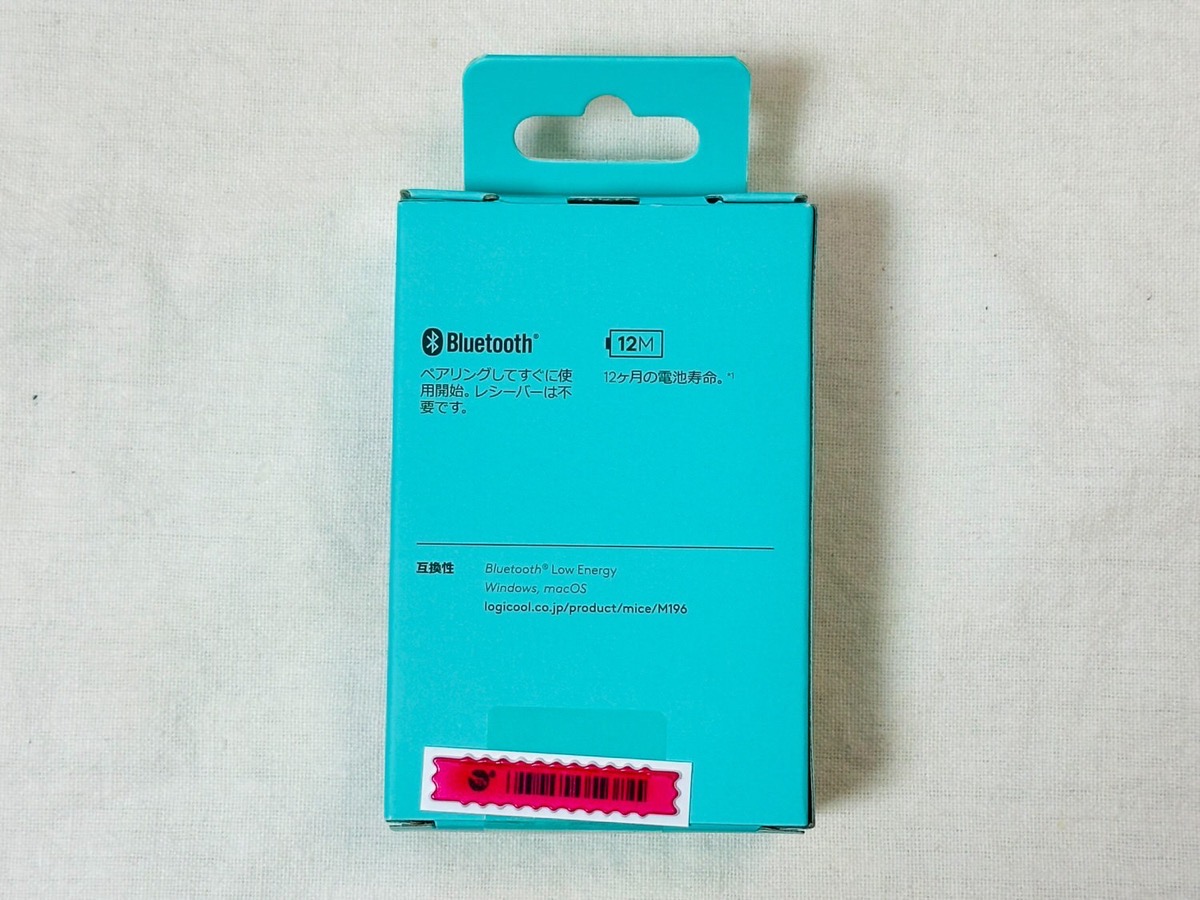 Bluetooth®
ペアリングしてすぐに使
用開始。レシーバーは不
要です。
12M
12ケ月の電池寿命。*1
互換性
Bluetooth® Low Energy
Windows, macOS
logicool.co.jp/product/mice/M196